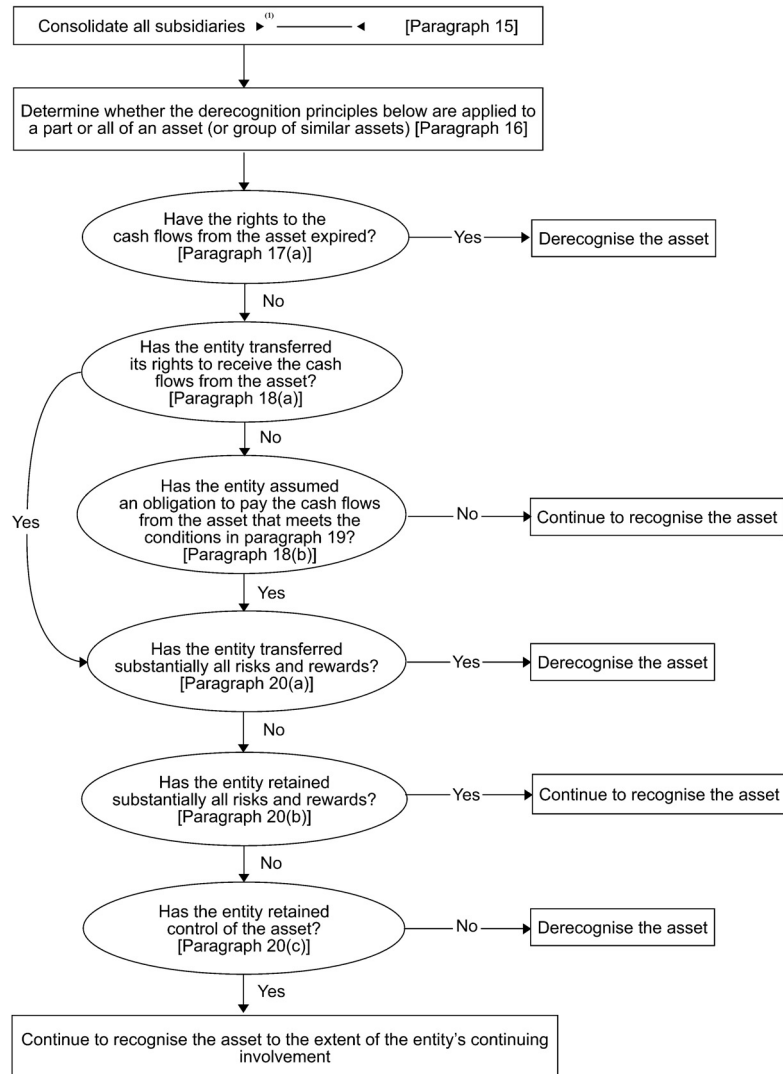 Consolidate all subsidiaries ►(1) ◄ [Paragraph 15]
Determine whether the derecognition principles below are applied to
a part or all of an asset (or group of similar assets) [Paragraph 16]
Have the rights to the
cash flows from the asset expired?
[Paragraph 17(a)]
Yes
Derecognise the asset
No
Has the entity transferred
its rights to receive the cash
flows from the asset?
[Paragraph 18(a)]
Yes
No
Has the entity assumed
an obligation to pay the cash flows
from the asset that meets the
conditions in paragraph 19?
[Paragraph 18(b)]
No
Continue to recognise the asset
Yes
Has the entity transferred
substantially all risks and rewards?
[Paragraph 20(a)]
Yes
Derecognise the asset
No
Has the entity retained
substantially all risks and rewards?
[Paragraph 20(b)]
Yes
Continue to recognise the asset
No
Has the entity retained
control of the asset?
[Paragraph 20(c)]
No
Derecognise the asset
Yes
Continue to recognise the asset to the extent of the entity's continuing
involvement